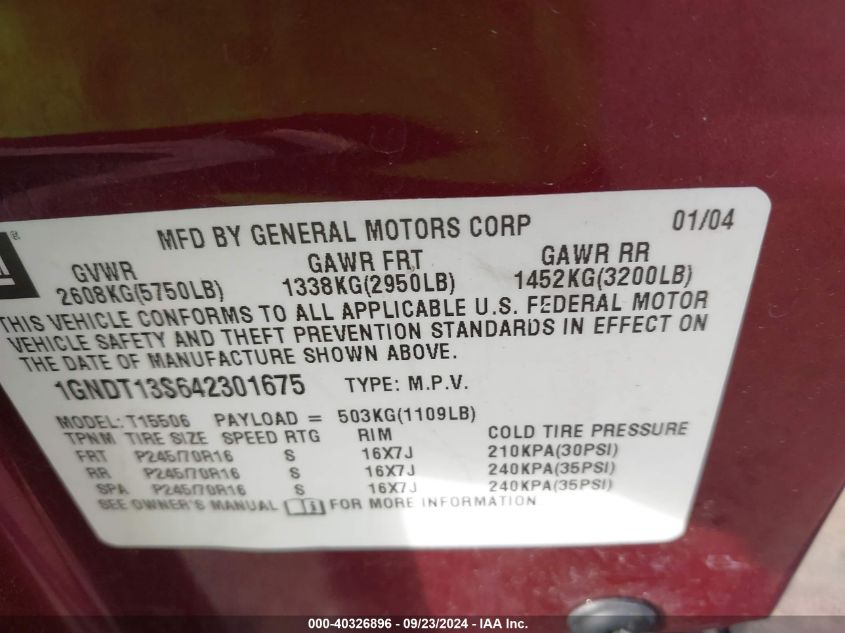 ®
MFD BY GENERAL MOTORS CORP 01/04
GVWR GAWR FRT GAWR RR
2608KG(5750LB) 1338KG(2950LB) 1452KG(3200LB)
THIS VEHICLE CONFORMS TO ALL APPLICABLE U.S. FEDERAL MOTOR
VEHICLE SAFETY AND THEFT PREVENTION STANDARDS IN EFFECT ON
THE DATE OF MANUFACTURE SHOWN ABOVE.
1GNDT13S642301675 TYPE: M.P.V.
MODEL: T15506 PAYLOAD = 503KG(1109LB)
TPNM TIRE SIZE SPEED RTG RIM COLD TIRE PRESSURE
FRT P245/70R16 S 16X7J 210KPA(30PSI)
RR P245/70R16 S 16X7J 240KPA(35PSI)
SPA P245/70R16 S 16X7J 240KPA(35PSI)
SEE OWNER'S MANUAL FOR MORE INFORMATION
000-40326896 - 09/23/2024 - IAA Inc.